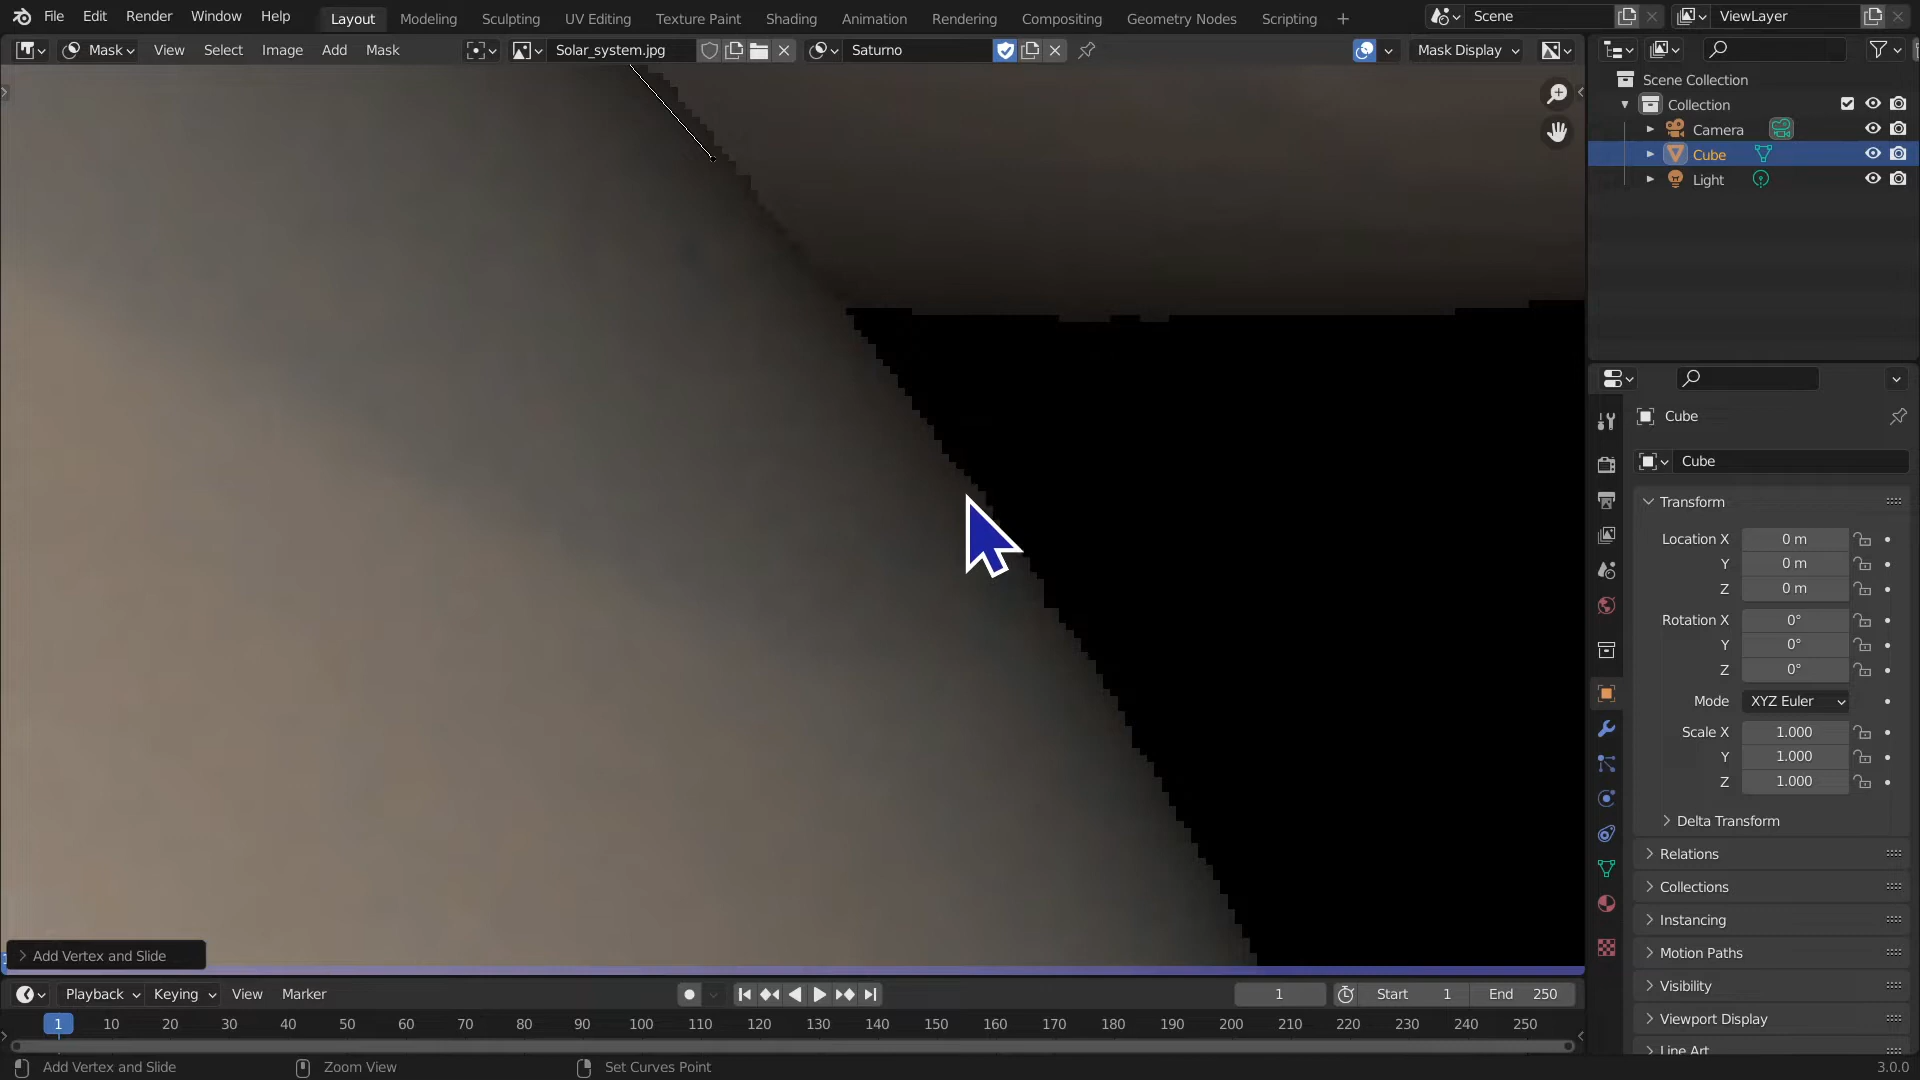 File Edit Render Window Help Layout Modeling Sculpting UV Editing Texture Paint Shading Animation Rendering Compositing Geometry Nodes Scripting + Scene ViewLayer
Mask View Select Image Add Mask Solar_system.jpg Saturno Mask Display
Scene Collection
Collection
Camera
Cube
Light
Cube
Cube
Transform
Location X 0 m
Y 0 m
Z 0 m
Rotation X 0°
Y 0°
Z 0°
Mode XYZ Euler
Scale X 1.000
Y 1.000
Z 1.000
Delta Transform
Relations
Collections
Instancing
Motion Paths
Visibility
Viewport Display
Line Art
Add Vertex and Slide
Playback Keying View Marker 1 Start 1 End 250
1 10 20 30 40 50 60 70 80 90 100 110 120 130 140 150 160 170 180 190 200 210 220 230 240 250
Add Vertex and Slide Zoom View Set Curves Point 3.0.0